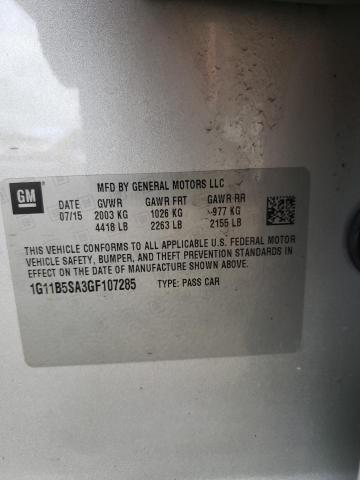 GM
MFD BY GENERAL MOTORS LLC
DATE GVWR GAWR FRT GAWR RR
07/15 2003 KG 1026 KG 977 KG
4418 LB 2263 LB 2155 LB
THIS VEHICLE CONFORMS TO ALL APPLICABLE U.S. FEDERAL MOTOR
VEHICLE SAFETY, BUMPER, AND THEFT PREVENTION STANDARDS IN
EFFECT ON THE DATE OF MANUFACTURE SHOWN ABOVE.
1G11B5SA3GF107285 TYPE: PASS CAR